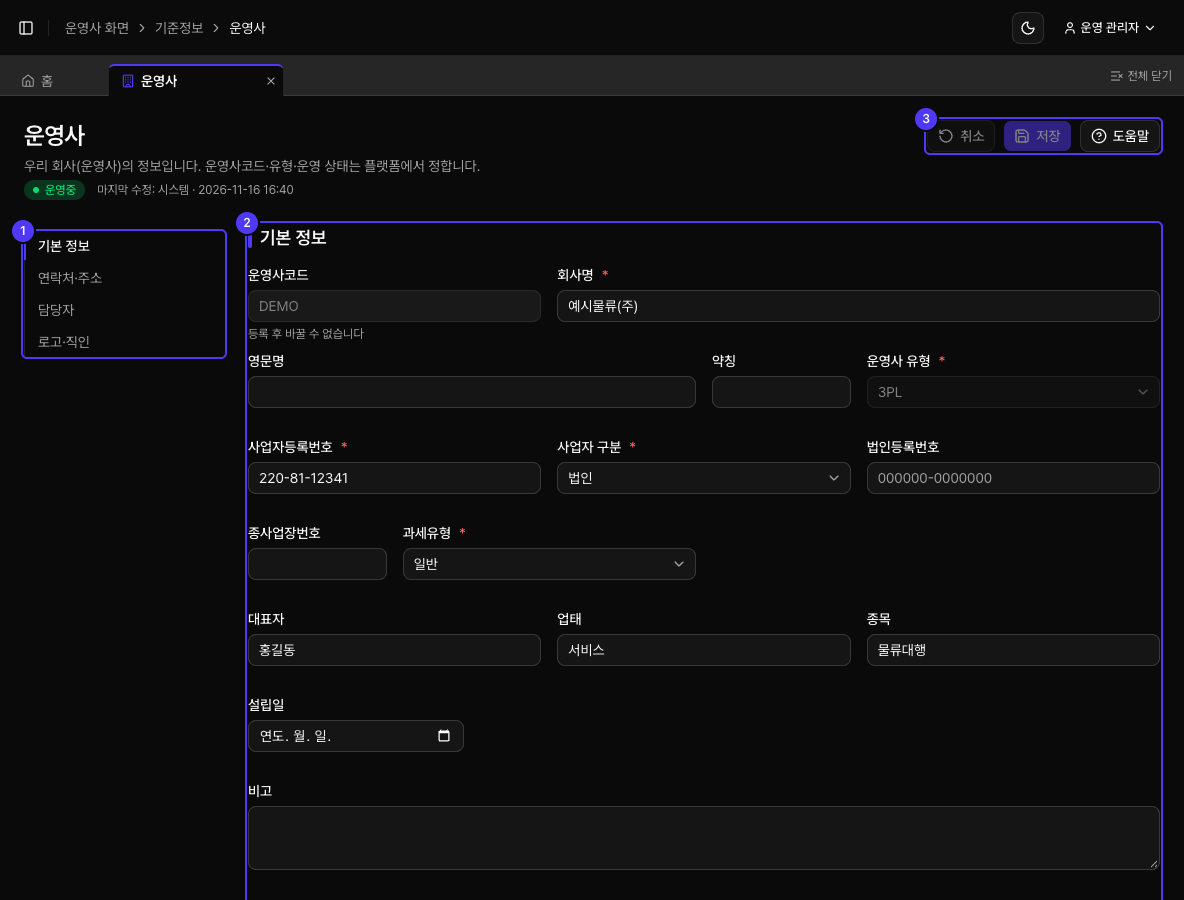 운영사 화면 > 기준정보 > 운영사
운영 관리자
홈
운영사
전체 닫기
운영사
3
취소
저장
도움말
우리 회사(운영사)의 정보입니다. 운영사코드·유형·운영 상태는 플랫폼에서 정합니다.
운영중
마지막 수정: 시스템 · 2026-11-16 16:40
1
기본 정보
연락처·주소
담당자
로고·직인
2
기본 정보
운영사코드
회사명 *
DEMO
예시물류(주)
등록 후 바꿀 수 없습니다
영문명
약칭
운영사 유형 *
3PL
사업자등록번호 *
사업자 구분 *
법인등록번호
220-81-12341
법인
000000-0000000
종사업장번호
과세유형 *
일반
대표자
업태
종목
홍길동
서비스
물류대행
설립일
연도. 월. 일.
비고